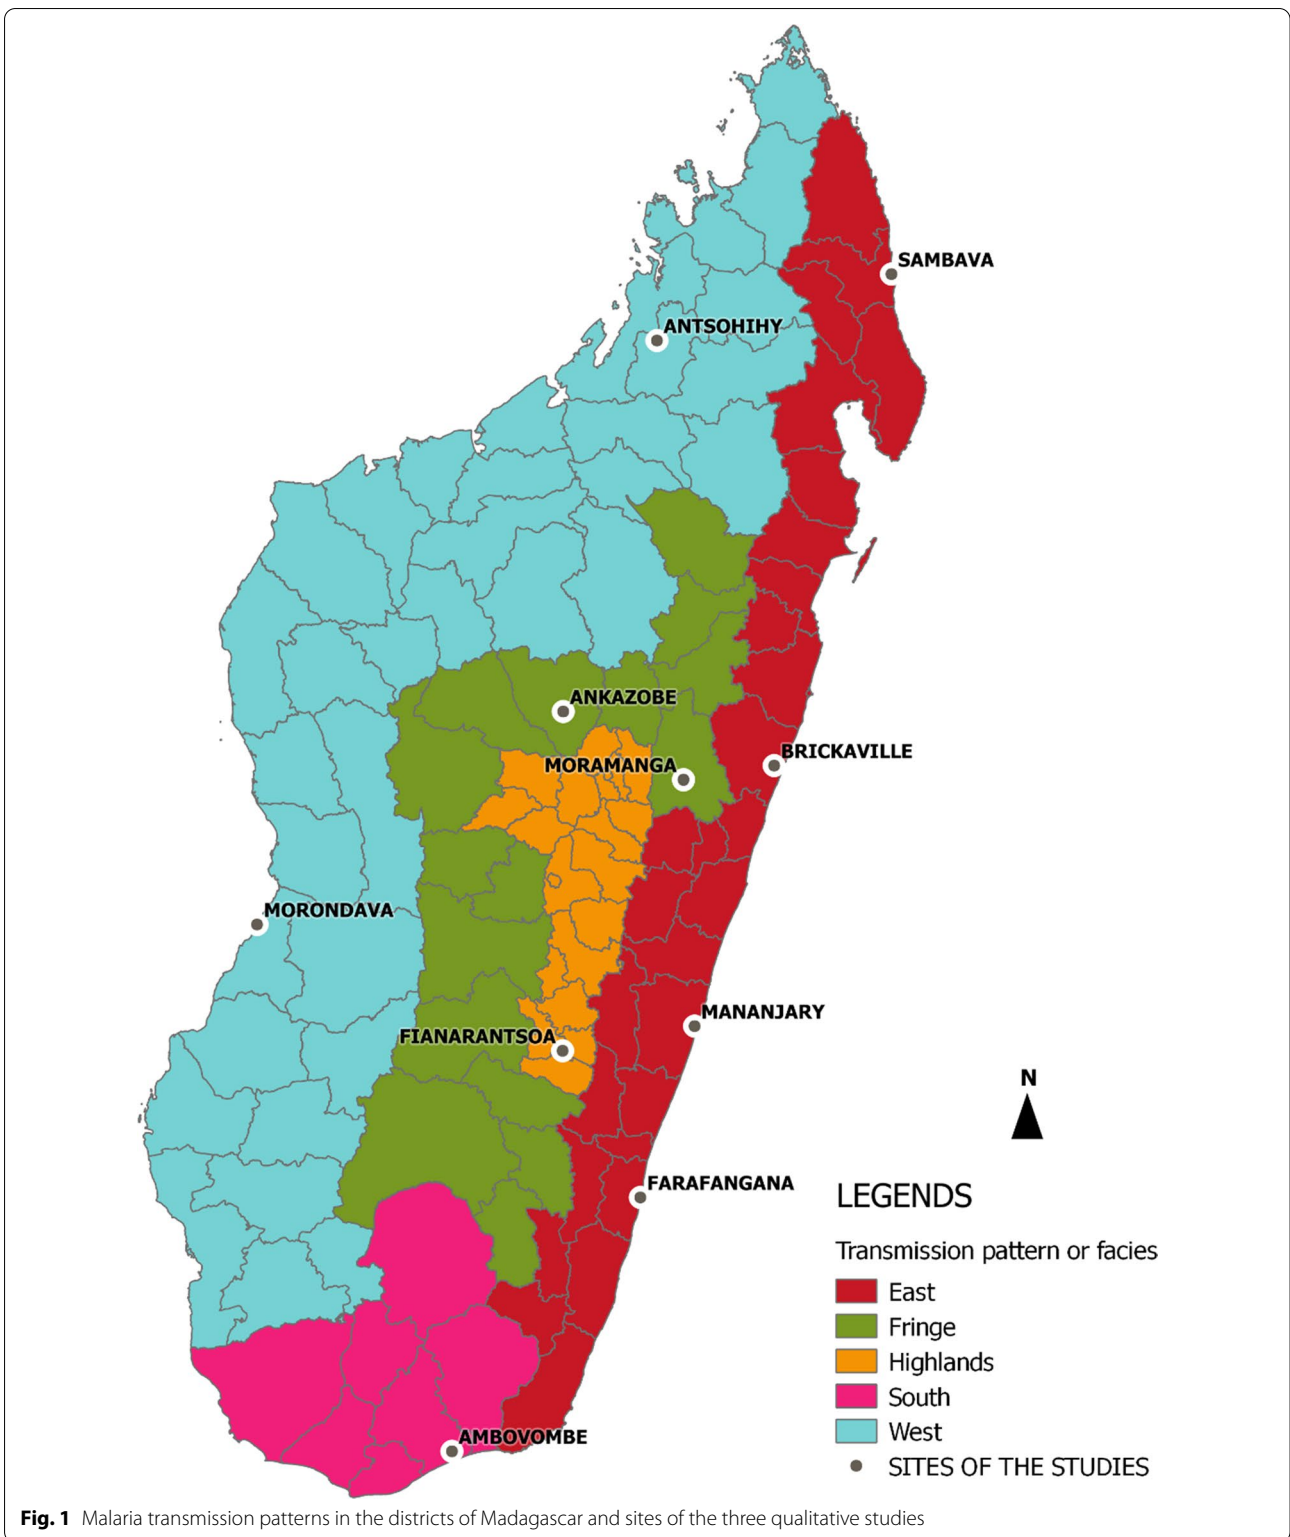 SAMBAVA
ANTSOHIHY
ANKAZOBE
BRICKAVILLE
MORAMANGA
MORONDAVA
MANANJARY
FIANARANTSOA
N
FARAFANGANA
LEGENDS
Transmission pattern or facies
East
Fringe
Highlands
South
West
AMBOVOMBE
SITES OF THE STUDIES
Fig. 1 Malaria transmission patterns in the districts of Madagascar and sites of the three qualitative studies